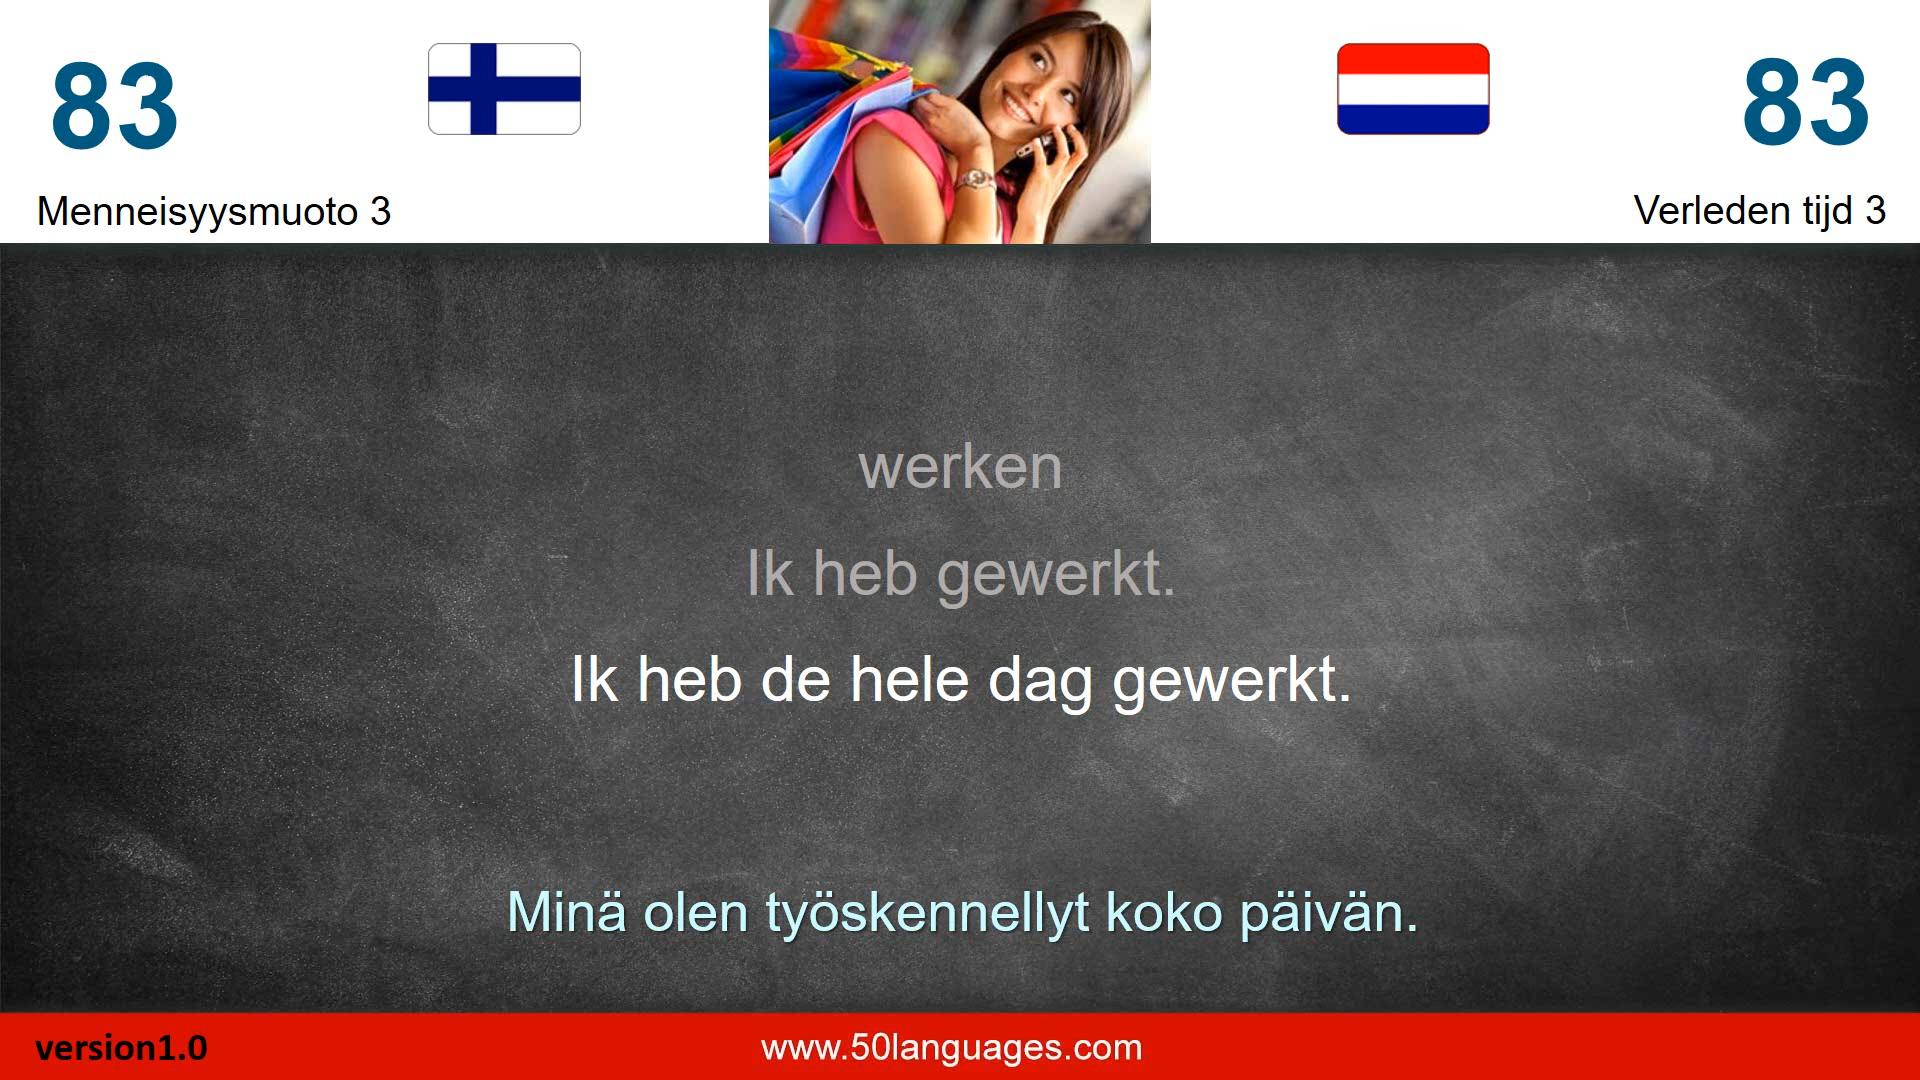 83
83
Menneisyysmuoto 3
Verleden tijd 3
werken
Ik heb gewerkt.
Ik heb de hele dag gewerkt.
Minä olen työskennellyt koko päivän.
version1.0
www.50languages.com